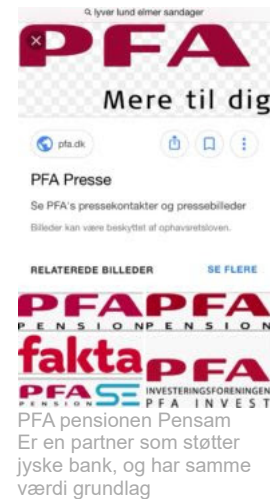 lyver lund elmer sandager
PFA
Mere til dig
pfa.dk
PFA Presse
Se PFA's pressekontakter og pressebilleder
Billeder kan være beskyttet af ophavsretsloven.
RELATEREDE BILLEDER SE FLERE
PFA PFA
PENSION PENSION
fakta PFA
PFA SE INVESTERINGSFORENINGEN
PENSION PFA INVEST
PFA pensionen Pensam
Er en partner som støtter
jyske bank, og har samme
værdi grundlag